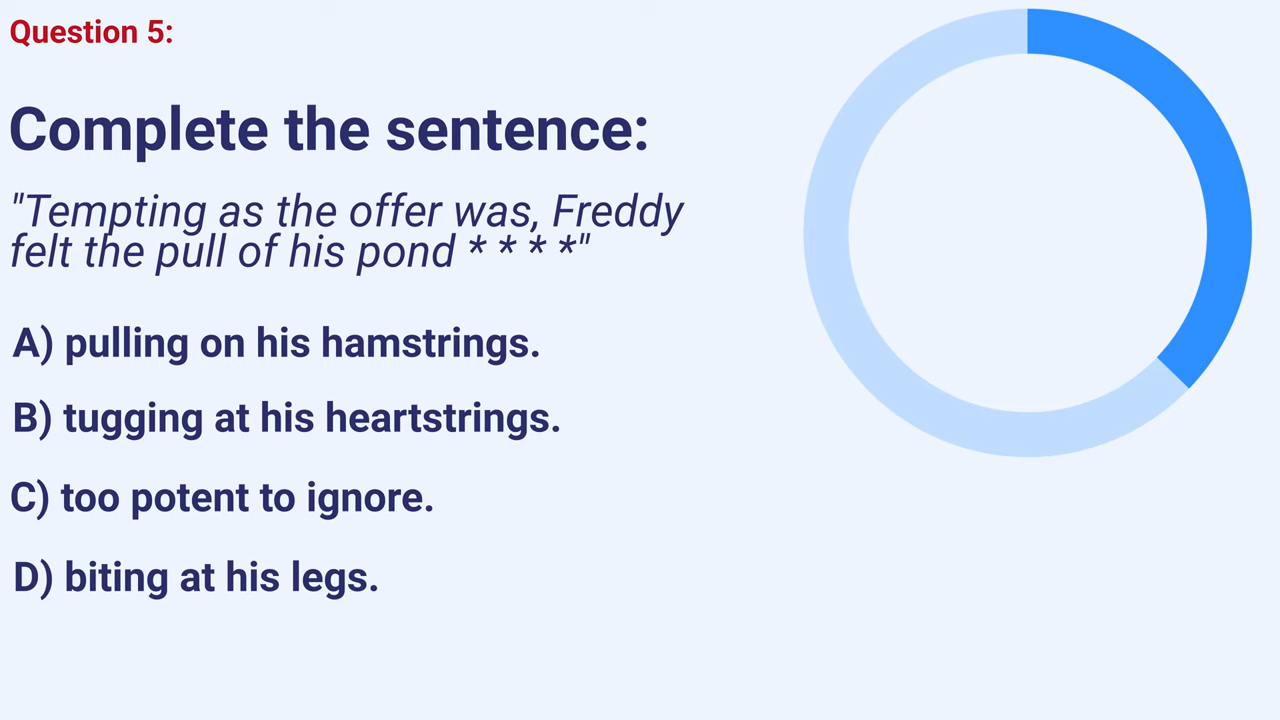 Question 5:
Complete the sentence:
"Tempting as the offer was, Freddy
felt the pull of his pond * * * *"
A) pulling on his hamstrings.
B) tugging at his heartstrings.
C) too potent to ignore.
D) biting at his legs.